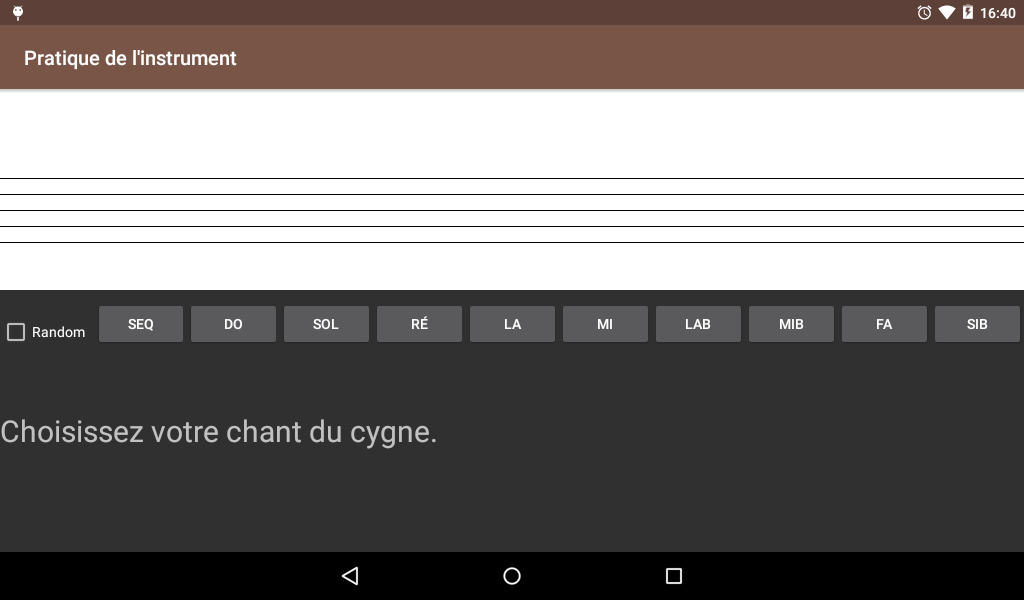 16:40
Pratique de l'instrument
Random SEQ DO SOL RÉ LA MI LAB MIB FA SIB
Choisissez votre chant du cygne.